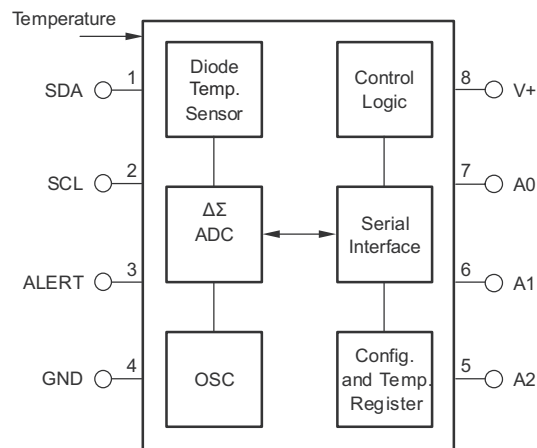 Temperature
SDA
1
Diode
Temp.
Sensor
Control
Logic
8
V+
SCL
2
ΔΣ
ADC
Serial
Interface
7
A0
ALERT
3
6
A1
GND
4
OSC
Config.
and Temp.
Register
5
A2